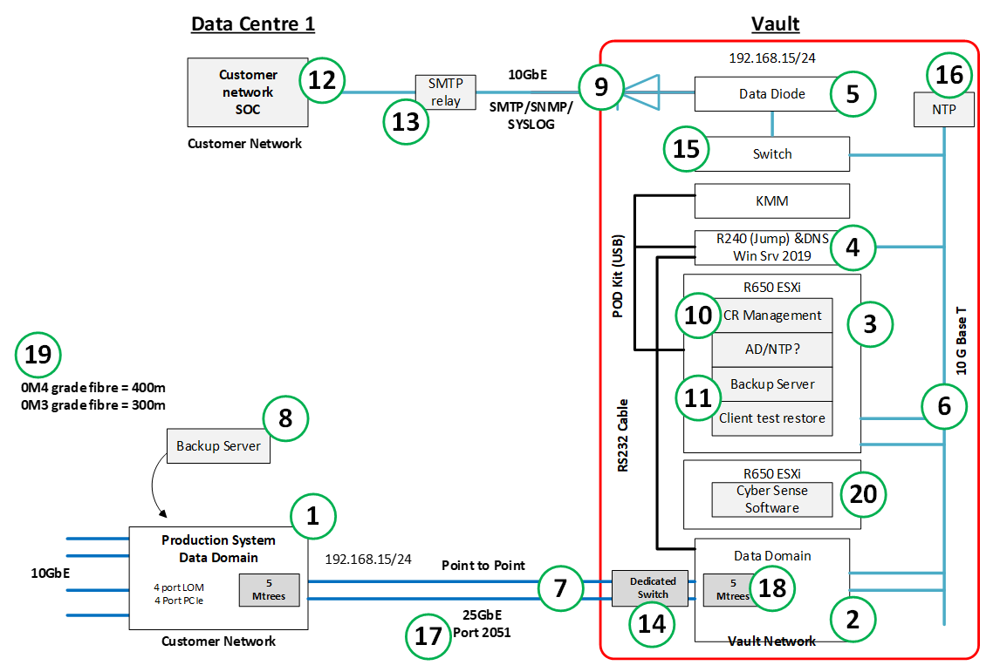 Data Centre 1
Vault
Customer
network
SOC
12
Customer Network
SMTP
relay
13
10GbE
SMTP/SNMP/
SYSLOG
9
192.168.15/24
Data Diode
5
16
NTP
15
Switch
KMM
R240 (Jump) &DNS
Win Srv 2019
4
POD Kit (USB)
R650 ESXi
10
CR Management
3
AD/NTP?
11
Backup Server
Client test restore
10 G Base T
6
RS232 Cable
R650 ESXi
Cyber Sense
Software
20
19
0M4 grade fibre = 400m
0M3 grade fibre = 300m
8
Backup Server
1
Production System
Data Domain
10GbE
4 port LOM
4 Port PCIe
5
Mtrees
Customer Network
192.168.15/24
Point to Point
7
25GbE
Port 2051
17
Dedicated
Switch
14
Data Domain
5
Mtrees
18
2
Vault Network